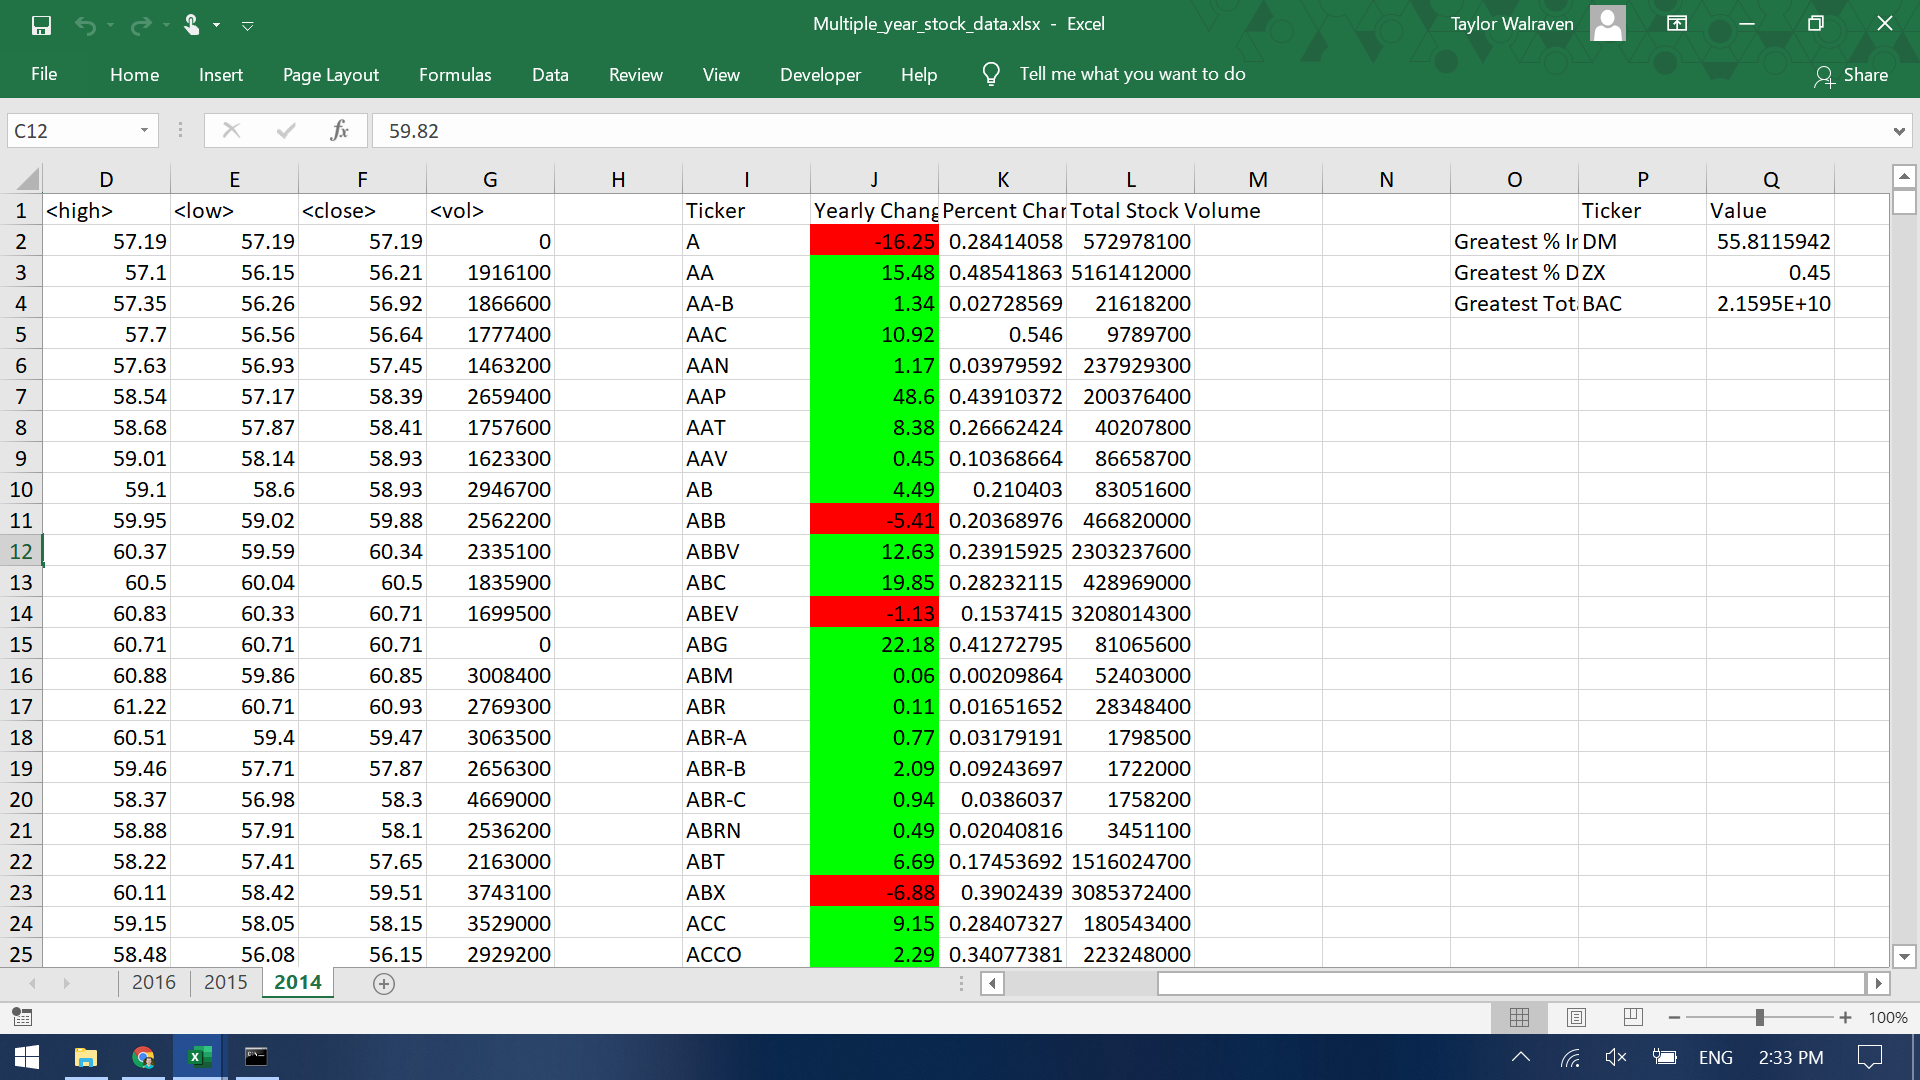 Multiple_year_stock_data.xlsx - Excel Taylor Walraven
File Home Insert Page Layout Formulas Data Review View Developer Help Tell me what you want to do Share
C12 fx 59.82
D E F G H I J K L M N O P Q
1 <high> <low> <close> <vol> Ticker Yearly Chang Percent Char Total Stock Volume Ticker Value
2 57.19 57.19 57.19 0 A -16.25 0.28414058 572978100 Greatest % Ir DM 55.8115942
3 57.1 56.15 56.21 1916100 AA 15.48 0.48541863 5161412000 Greatest % D ZX 0.45
4 57.35 56.26 56.92 1866600 AA-B 1.34 0.02728569 21618200 Greatest Tot BAC 2.1595E+10
5 57.7 56.56 56.64 1777400 AAC 10.92 0.546 9789700
6 57.63 56.93 57.45 1463200 AAN 1.17 0.03979592 237929300
7 58.54 57.17 58.39 2659400 AAP 48.6 0.43910372 200376400
8 58.68 57.87 58.41 1757600 AAT 8.38 0.26662424 40207800
9 59.01 58.14 58.93 1623300 AAV 0.45 0.10368664 86658700
10 59.1 58.6 58.93 2946700 AB 4.49 0.210403 83051600
11 59.95 59.02 59.88 2562200 ABB -5.41 0.20368976 466820000
12 60.37 59.59 60.34 2335100 ABBV 12.63 0.23915925 2303237600
13 60.5 60.04 60.5 1835900 ABC 19.85 0.28232115 428969000
14 60.83 60.33 60.71 1699500 ABEV -1.13 0.1537415 3208014300
15 60.71 60.71 60.71 0 ABG 22.18 0.41272795 81065600
16 60.88 59.86 60.85 3008400 ABM 0.06 0.00209864 52403000
17 61.22 60.71 60.93 2769300 ABR 0.11 0.01651652 28348400
18 60.51 59.4 59.47 3063500 ABR-A 0.77 0.03179191 1798500
19 59.46 57.71 57.87 2656300 ABR-B 2.09 0.09243697 1722000
20 58.37 56.98 58.3 4669000 ABR-C 0.94 0.0386037 1758200
21 58.88 57.91 58.1 2536200 ABRN 0.49 0.02040816 3451100
22 58.22 57.41 57.65 2163000 ABT 6.69 0.17453692 1516024700
23 60.11 58.42 59.51 3743100 ABX -6.88 0.3902439 3085372400
24 59.15 58.05 58.15 3529000 ACC 9.15 0.28407327 180543400
25 58.48 56.08 56.15 2929200 ACCO 2.29 0.34077381 223248000
2016 2015 2014
100%
ENG 2:33 PM